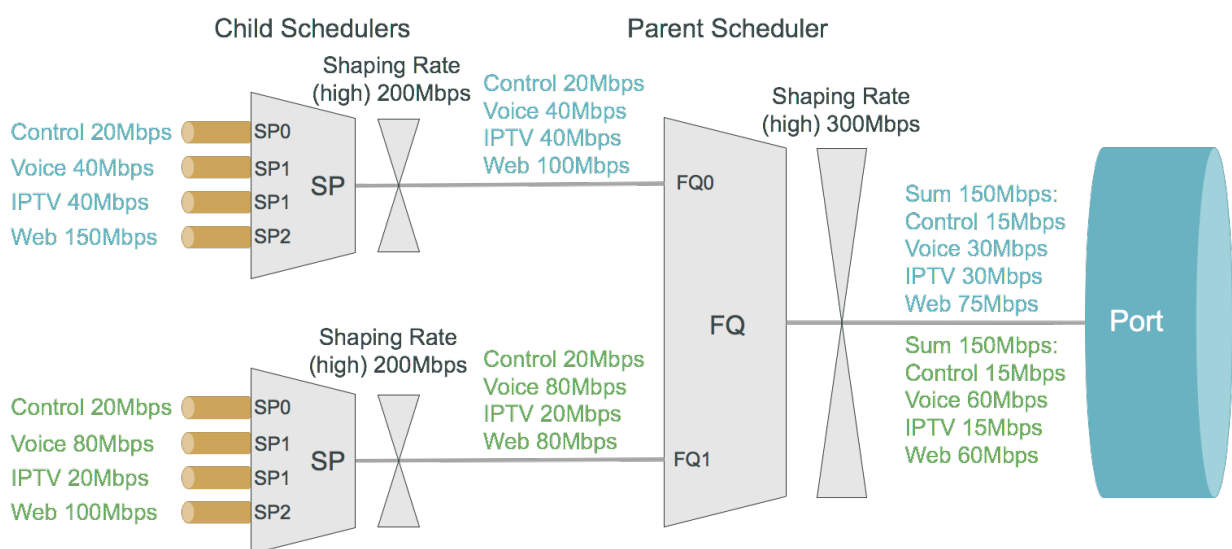 Child Schedulers
Parent Scheduler
Shaping Rate
(high) 200Mbps
Control 20Mbps
Voice 40Mbps
IPTV 40Mbps
Web 150Mbps
SP0
SP1
SP1
SP2
SP
Control 20Mbps
Voice 40Mbps
IPTV 40Mbps
Web 100Mbps
Shaping Rate
(high) 200Mbps
Control 20Mbps
Voice 80Mbps
IPTV 20Mbps
Web 100Mbps
SP0
SP1
SP1
SP2
SP
Control 20Mbps
Voice 80Mbps
IPTV 20Mbps
Web 80Mbps
FQ0
FQ
FQ1
Shaping Rate
(high) 300Mbps
Sum 150Mbps:
Control 15Mbps
Voice 30Mbps
IPTV 30Mbps
Web 75Mbps
Sum 150Mbps:
Control 15Mbps
Voice 60Mbps
IPTV 15Mbps
Web 60Mbps
Port